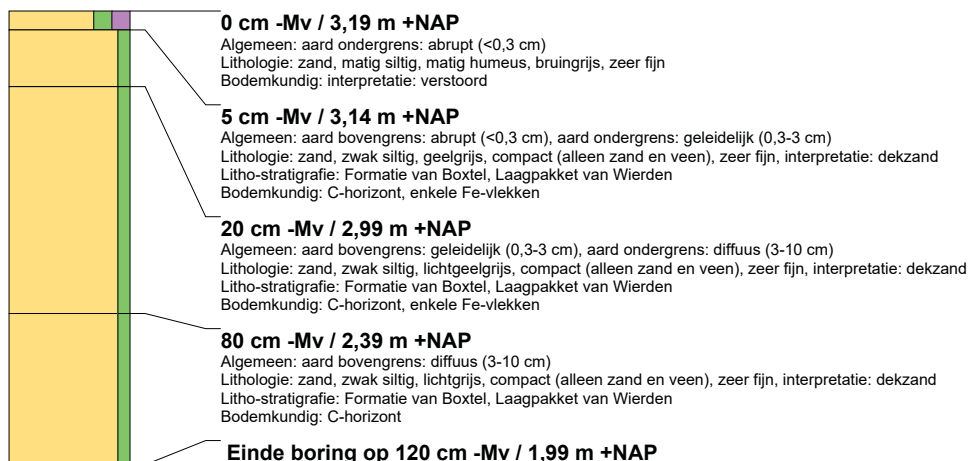 0 cm -Mv / 3,19 m +NAP
Algemeen: aard ondergrens: abrupt (<0,3 cm)
Lithologie: zand, matig siltig, matig humeus, bruingrijs, zeer fijn
Bodemkundig: interpretatie: verstoord
5 cm -Mv / 3,14 m +NAP
Algemeen: aard bovengrens: abrupt (<0,3 cm), aard ondergrens: geleidelijk (0,3-3 cm)
Lithologie: zand, zwak siltig, geelgrijs, compact (alleen zand en veen), zeer fijn, interpretatie: dekzand
Litho-stratigrafie: Formatie van Boxtel, Laagpakket van Wierden
Bodemkundig: C-horizont, enkele Fe-vlekken
20 cm -Mv / 2,99 m +NAP
Algemeen: aard bovengrens: geleidelijk (0,3-3 cm), aard ondergrens: diffuus (3-10 cm)
Lithologie: zand, zwak siltig, lichtgeelgrijs, compact (alleen zand en veen), zeer fijn, interpretatie: dekzand
Litho-stratigrafie: Formatie van Boxtel, Laagpakket van Wierden
Bodemkundig: C-horizont, enkele Fe-vlekken
80 cm -Mv / 2,39 m +NAP
Algemeen: aard bovengrens: diffuus (3-10 cm)
Lithologie: zand, zwak siltig, lichtgrijs, compact (alleen zand en veen), zeer fijn, interpretatie: dekzand
Litho-stratigrafie: Formatie van Boxtel, Laagpakket van Wierden
Bodemkundig: C-horizont
Einde boring op 120 cm -Mv / 1,99 m +NAP